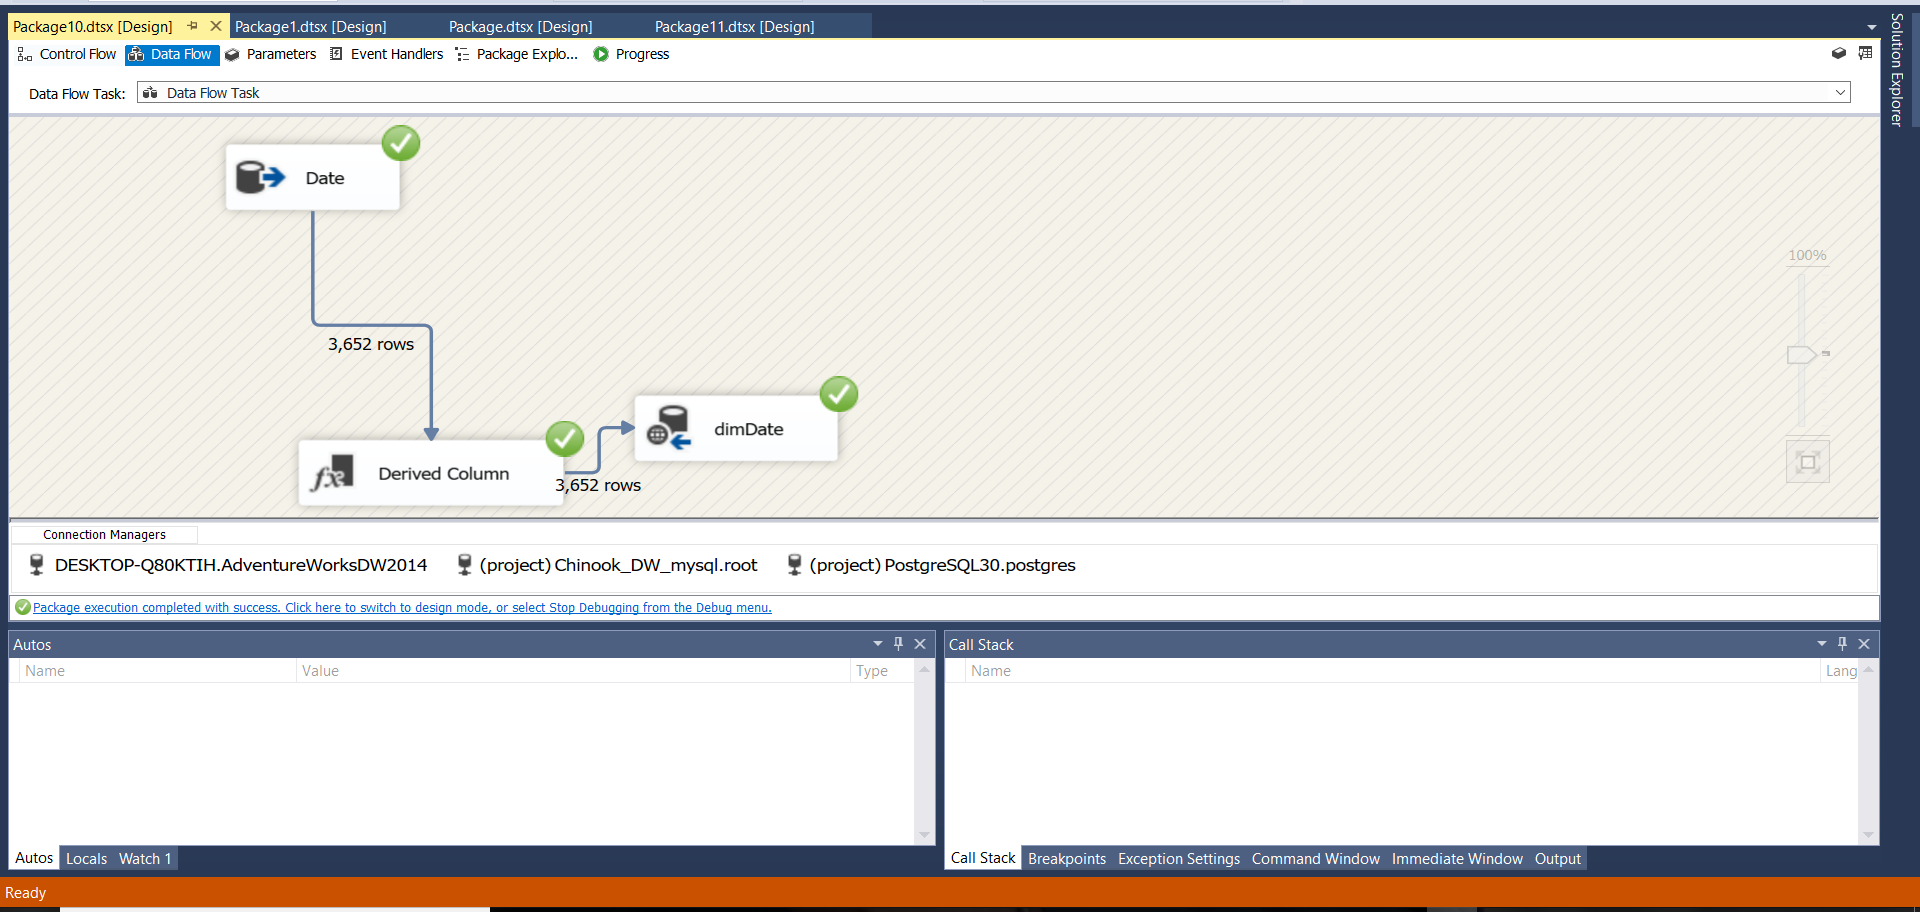 Package10.dtsx [Design] Package1.dtsx [Design] Package.dtsx [Design] Package11.dtsx [Design]
Control Flow Data Flow Parameters Event Handlers Package Explo... Progress
Solution Explorer
Data Flow Task: Data Flow Task
Date
100%
3,652 rows
dimDate
Derived Column
3,652 rows
Connection Managers
DESKTOP-Q80KTIH.AdventureWorksDW2014 (project) Chinook_DW_mysql.root (project) PostgreSQL30.postgres
Package execution completed with success. Click here to switch to design mode, or select Stop Debugging from the Debug menu.
Autos
Name Value Type
Autos Locals Watch 1
Call Stack
Name Lang
Call Stack Breakpoints Exception Settings Command Window Immediate Window Output
Ready